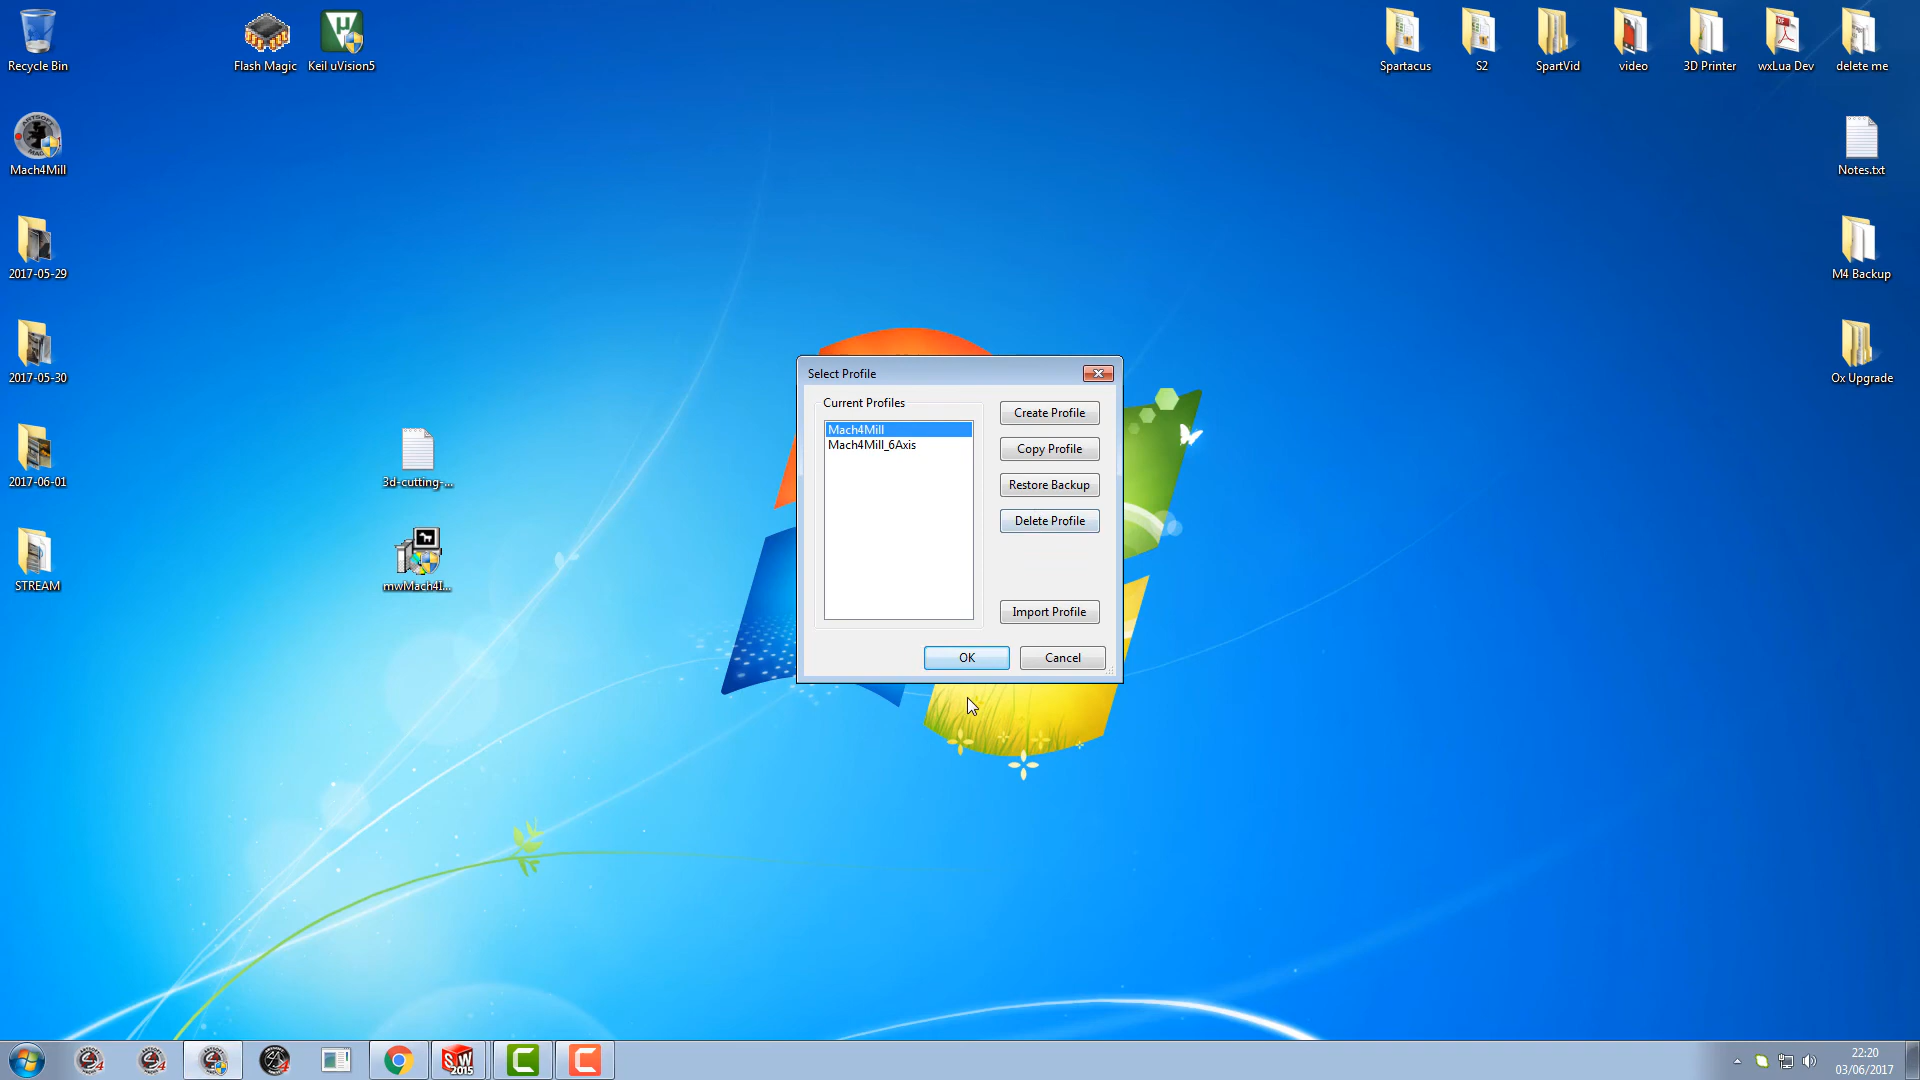 Recycle Bin
Flash Magic
Keil uVision5
Spartacus
S2
SpartVid
video
3D Printer
wxLua Dev
delete me
Mach4Mill
Notes.txt
2017-05-29
M4 Backup
2017-05-30
Ox Upgrade
2017-06-01
3d-cutting-...
STREAM
mwMach4I...
Select Profile
Current Profiles
Mach4Mill
Mach4Mill_6Axis
Create Profile
Copy Profile
Restore Backup
Delete Profile
Import Profile
OK
Cancel
22:20
03/06/2017